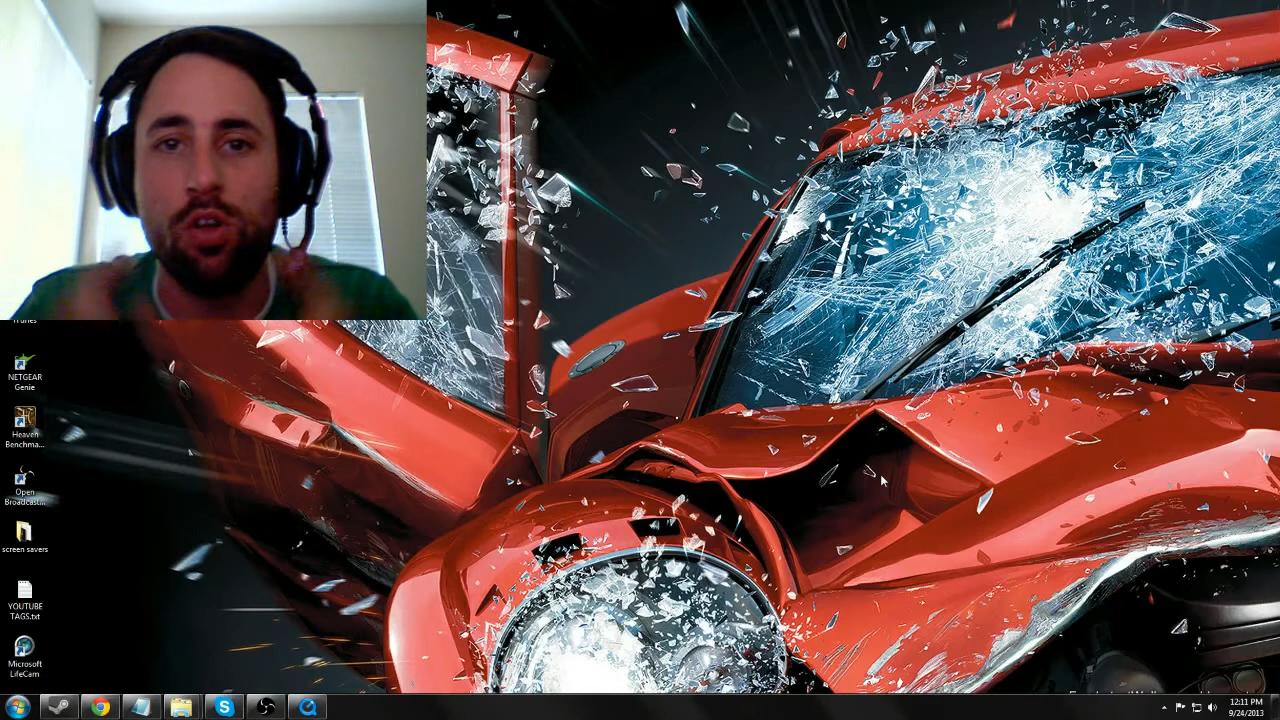 iTunes
NETGEAR
Genie
Heaven
Benchma...
Open
Broadcast...
screen savers
YOUTUBE
TAGS.txt
Microsoft
LifeCam
12:11 PM
9/24/2013